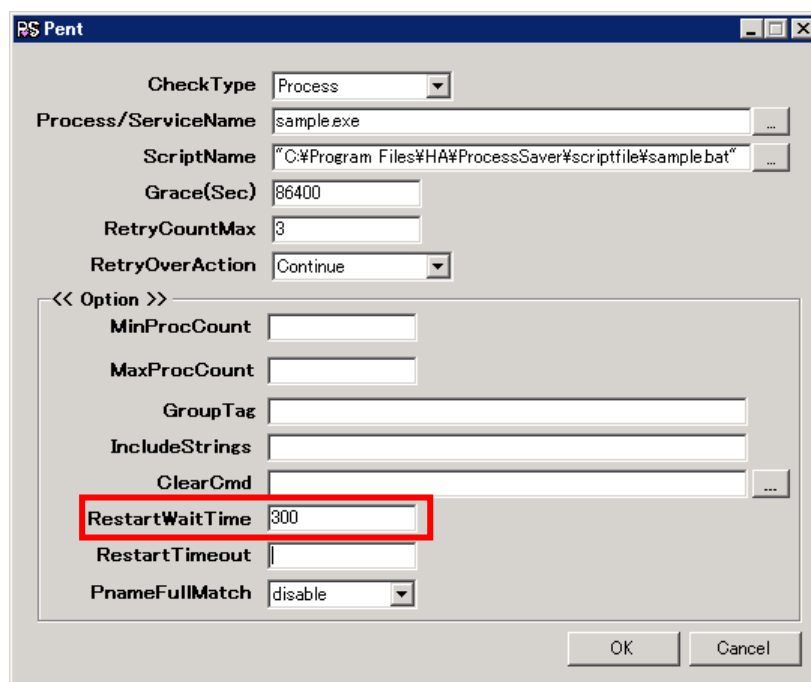 PS Pent
CheckType Process
Process/ServiceName sample.exe ...
ScriptName "C:¥Program Files¥HA¥ProcessSaver¥scriptfile¥sample.bat" ...
Grace(Sec) 86400
RetryCountMax 3
RetryOverAction Continue
<< Option >>
MinProcCount
MaxProcCount
GroupTag
IncludeStrings
ClearCmd ...
RestartWaitTime 300
RestartTimeout
PnameFullMatch disable
OK Cancel